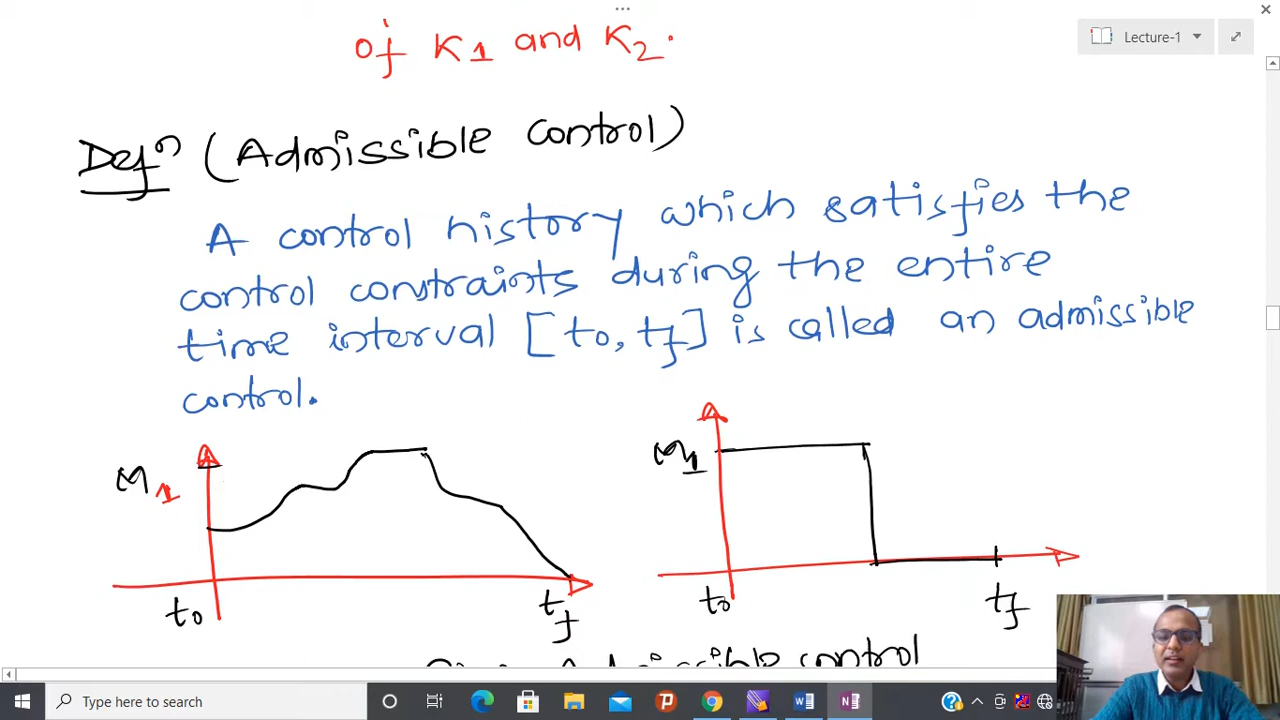 of K1 and K2.
Lecture-1
Defn (Admissible control)
A control history which satisfies the
control constraints during the entire
time interval [t0, tf] is called an admissible
control.
M1
M1
t0
tf
t0
tf
Admissible control
Type here to search